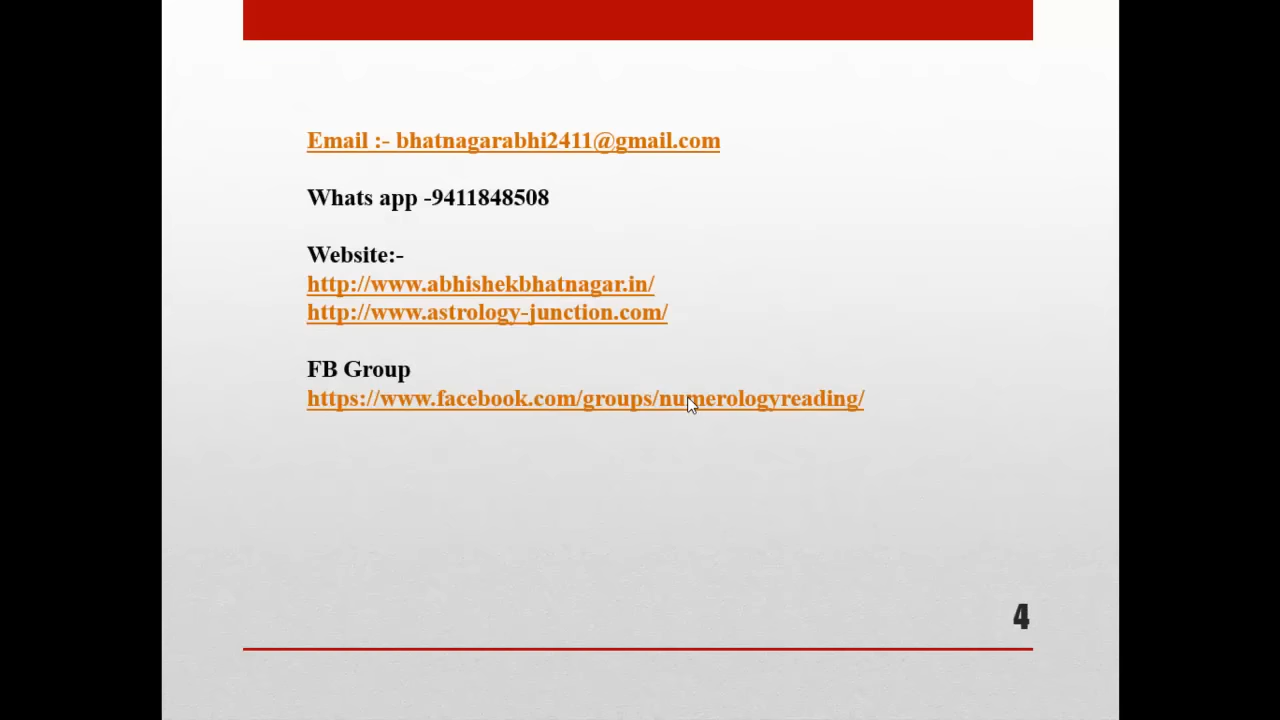 Email :- bhatnagarabhi2411@gmail.com
Whats app -9411848508
Website:-
http://www.abhishekbhatnagar.in/
http://www.astrology-junction.com/
FB Group
https://www.facebook.com/groups/numerologyreading/
4